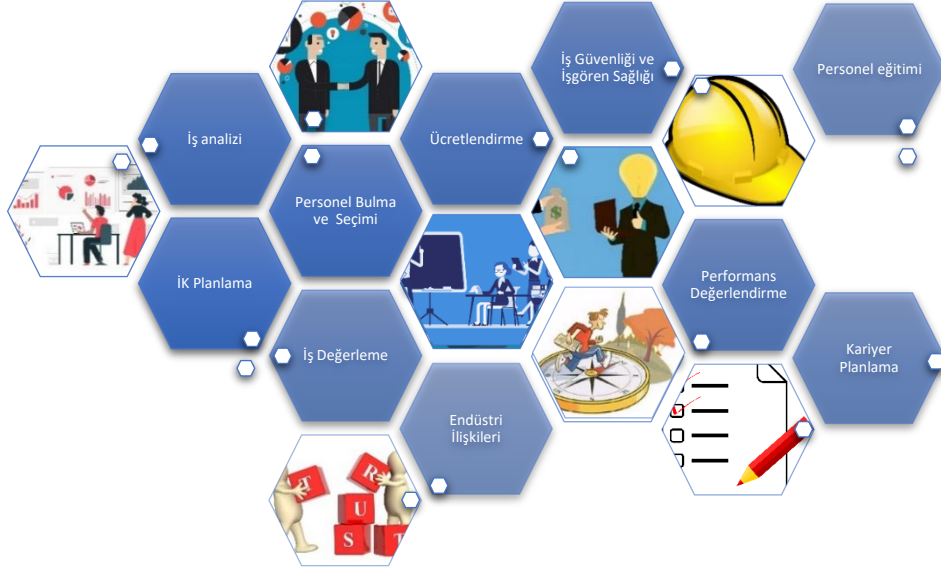 İş Güvenliği ve
İşgören Sağlığı
Personel eğitimi
İş analizi
Ücretlendirme
Personel Bulma
ve Seçimi
İK Planlama
Performans
Değerlendirme
İş Değerleme
Kariyer
Planlama
Endüstri
İlişkileri
T
R
U
S
T